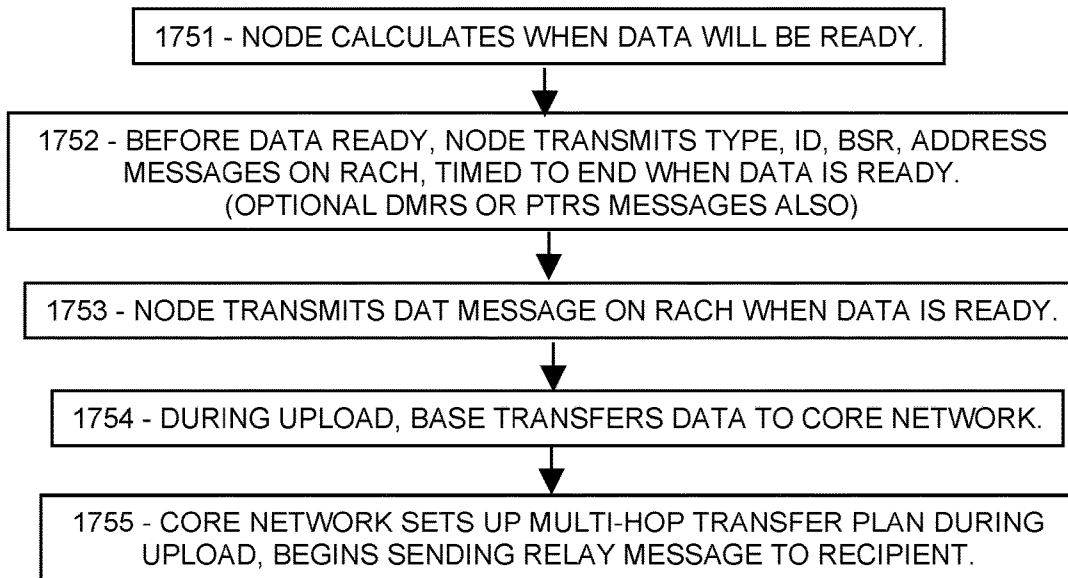 1751 - NODE CALCULATES WHEN DATA WILL BE READY.
1752 - BEFORE DATA READY, NODE TRANSMITS TYPE, ID, BSR, ADDRESS
MESSAGES ON RACH, TIMED TO END WHEN DATA IS READY.
(OPTIONAL DMRS OR PTRS MESSAGES ALSO)
1753 - NODE TRANSMITS DAT MESSAGE ON RACH WHEN DATA IS READY.
1754 - DURING UPLOAD, BASE TRANSFERS DATA TO CORE NETWORK.
1755 - CORE NETWORK SETS UP MULTI-HOP TRANSFER PLAN DURING
UPLOAD, BEGINS SENDING RELAY MESSAGE TO RECIPIENT.